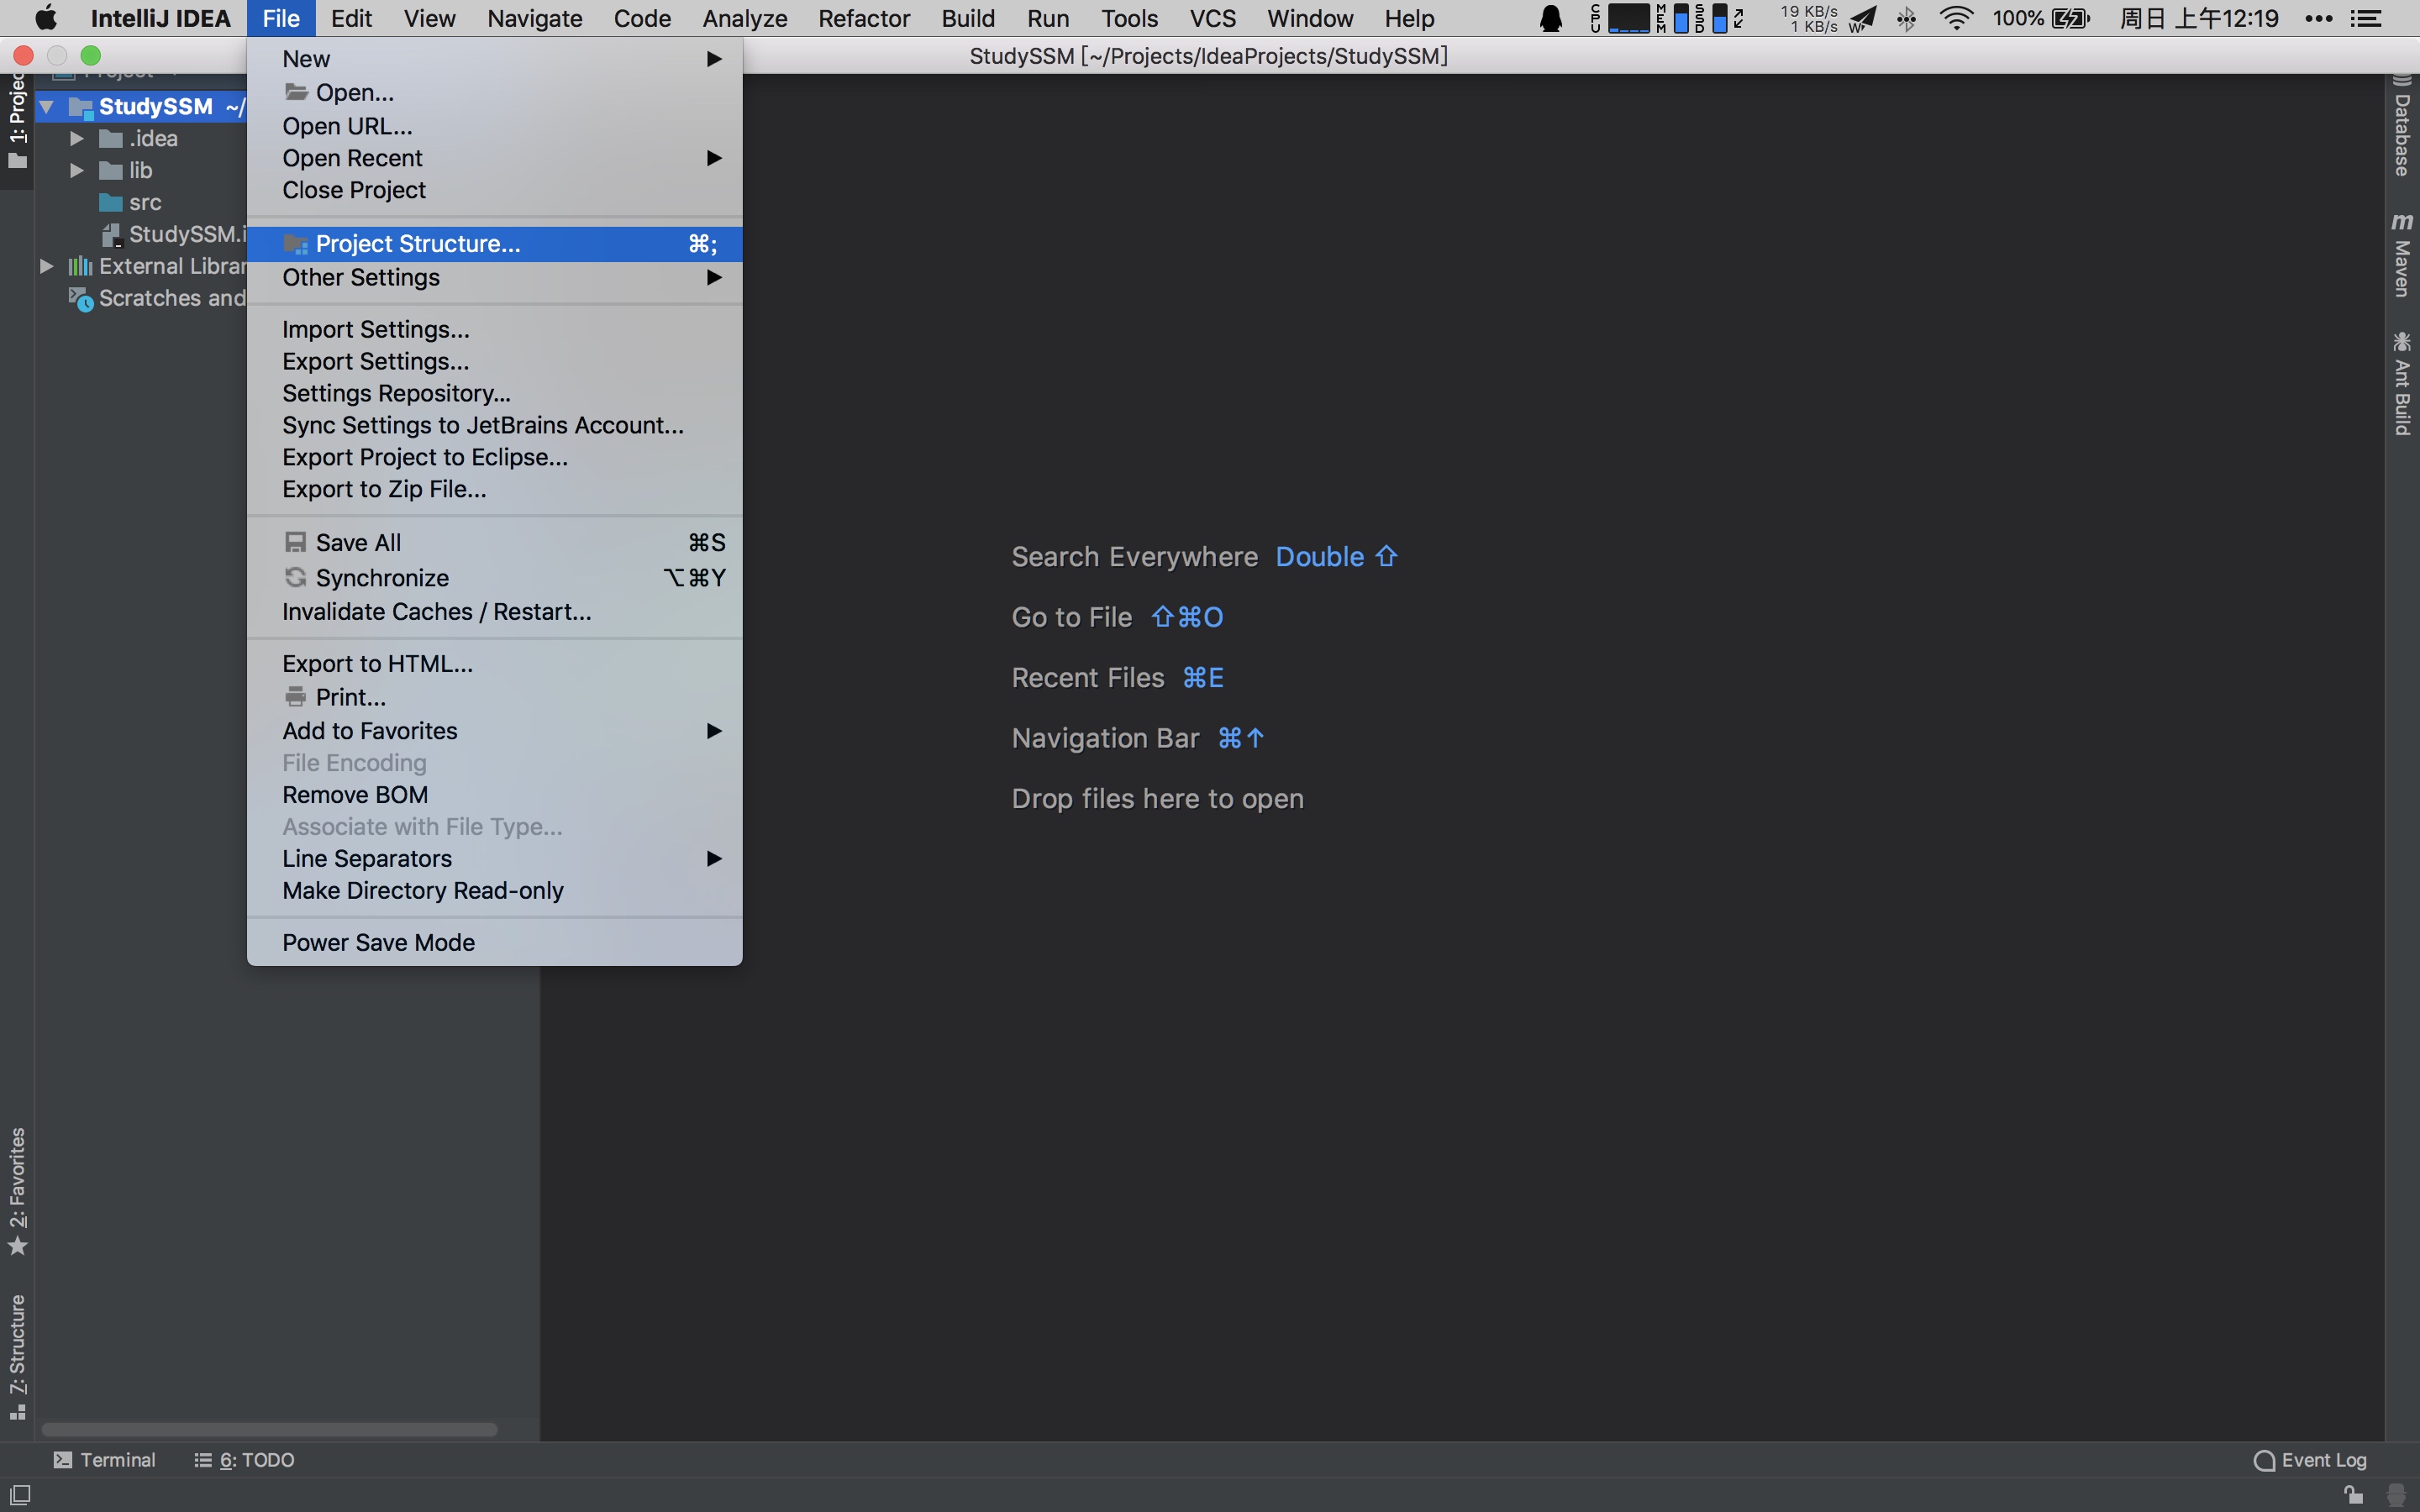 IntelliJ IDEA File Edit View Navigate Code Analyze Refactor Build Run Tools VCS Window Help CPU MEM SSD 19 KB/s 1 KB/s W 100% 周日 上午12:19
StudySSM [~/Projects/IdeaProjects/StudySSM]
1: Projec
StudySSM ~/
.idea
lib
src
StudySSM.i
External Librar
Scratches and
New
Open...
Open URL...
Open Recent
Close Project
Project Structure... ⌘;
Other Settings
Import Settings...
Export Settings...
Settings Repository...
Sync Settings to JetBrains Account...
Export Project to Eclipse...
Export to Zip File...
Save All ⌘S
Synchronize ⌥⌘Y
Invalidate Caches / Restart...
Export to HTML...
Print...
Add to Favorites
File Encoding
Remove BOM
Associate with File Type...
Line Separators
Make Directory Read-only
Power Save Mode
Search Everywhere Double ⇧
Go to File ⇧⌘O
Recent Files ⌘E
Navigation Bar ⌘↑
Drop files here to open
Database
m Maven
Ant Build
2: Favorites
7: Structure
Terminal 6: TODO Event Log